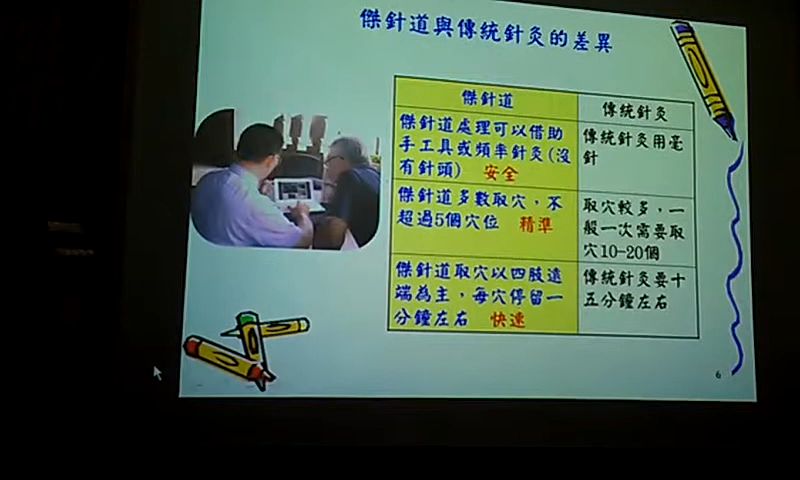 傑針道與傳統針灸的差異
傑針道
傳統針灸
傑針道處理可以借助
手工具或頻率針灸(沒
有針頭) 安全
傳統針灸用毫
針
傑針道多數取穴，不
超過5個穴位 精準
取穴較多，一
般一次需要取
穴10-20個
傑針道取穴以四肢遠
端為主，每穴停留一
分鐘左右 快速
傳統針灸要十
五分鐘左右
6